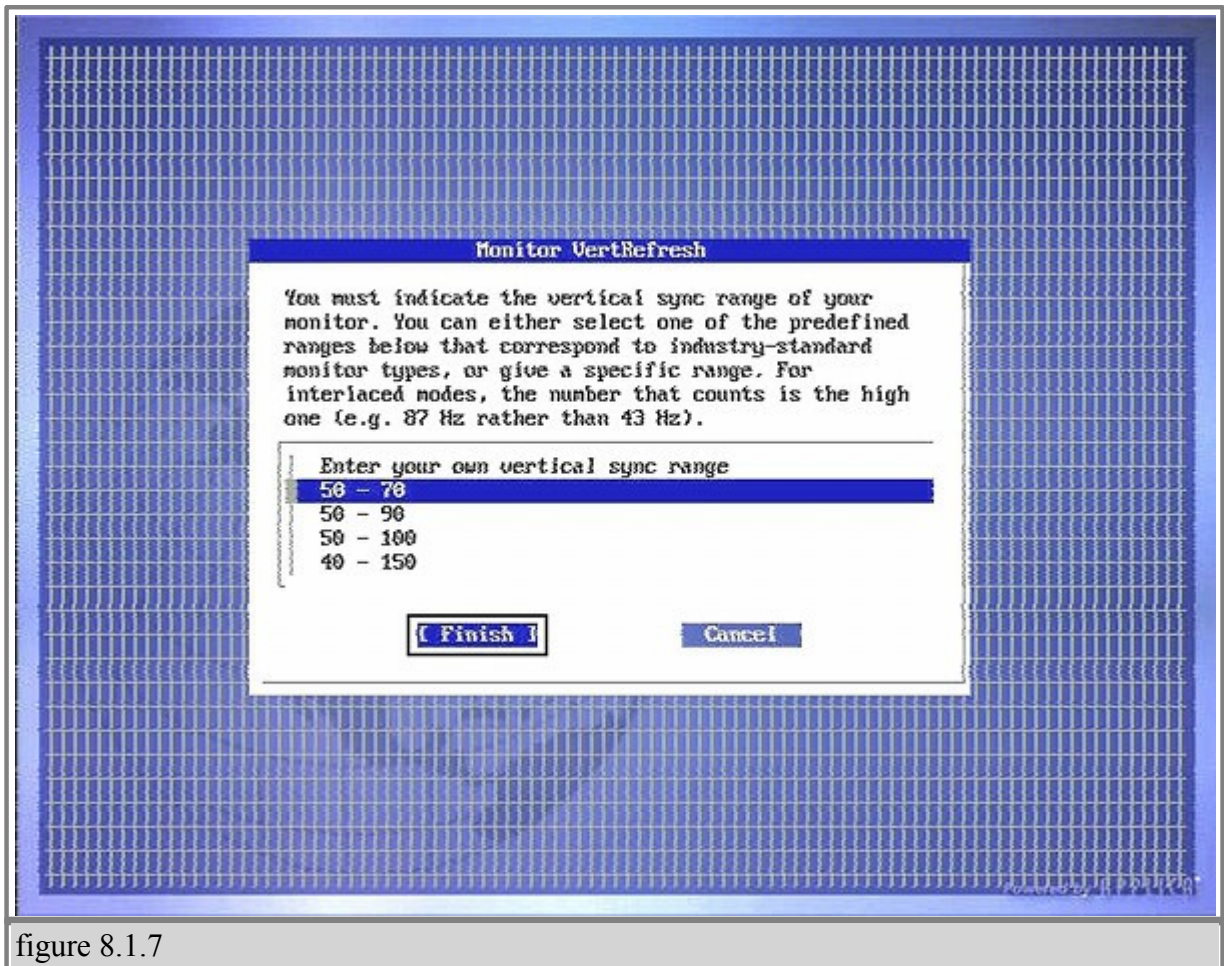 Monitor VertRefresh
You must indicate the vertical sync range of your
monitor. You can either select one of the predefined
ranges below that correspond to industry-standard
monitor types, or give a specific range. For
interlaced modes, the number that counts is the high
one (e.g. 87 Hz rather than 43 Hz).
Enter your own vertical sync range
50 - 70
50 - 90
50 - 100
40 - 150
[ Finish ] Cancel
Powered by
figure 8.1.7